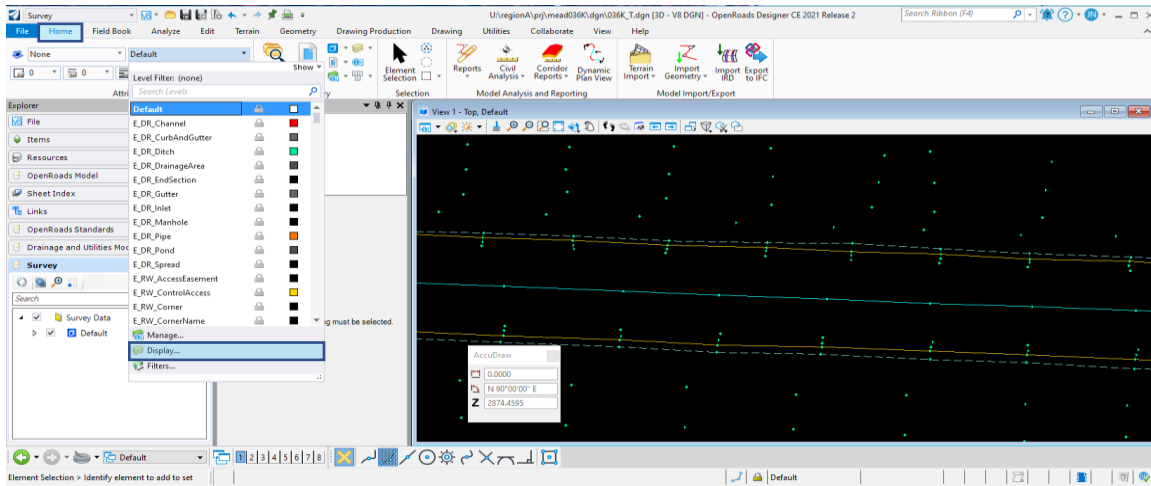 Survey
U:\regionA\prj\mead036K\dgn\036K_T.dgn [3D - V8 DGN] - OpenRoads Designer CE 2021 Release 2
Search Ribbon (F4)
File Home Field Book Analyze Edit Terrain Geometry Drawing Production Drawing Utilities Collaborate View Help
None Default
0 0
Show
Element Selection
Reports
Civil Analysis
Corridor Reports
Dynamic Plan View
Terrain Import
Import Geometry
Import IRD
Export to IFC
Attri
Selection
Model Analysis and Reporting
Model Import/Export
Level Filter: (none)
Search Levels
Default
E_DR_Channel
E_DR_CurbAndGutter
E_DR_Ditch
E_DR_DrainageArea
E_DR_EndSection
E_DR_Gutter
E_DR_Inlet
E_DR_Manhole
E_DR_Pipe
E_DR_Pond
E_DR_Spread
E_RW_AccessEasement
E_RW_ControlAccess
E_RW_Corner
E_RW_CornerName
Manage...
Display...
Filters...
Explorer
File
Items
Resources
OpenRoads Model
Sheet Index
Links
OpenRoads Standards
Drainage and Utilities Mod
Survey
Search
Survey Data
Default
ng must be selected.
View 1 - Top, Default
AccuDraw
0.0000
N 90°00'00" E
Z 2874.4595
Default
1 2 3 4 5 6 7 8
Element Selection > Identify element to add to set
Default